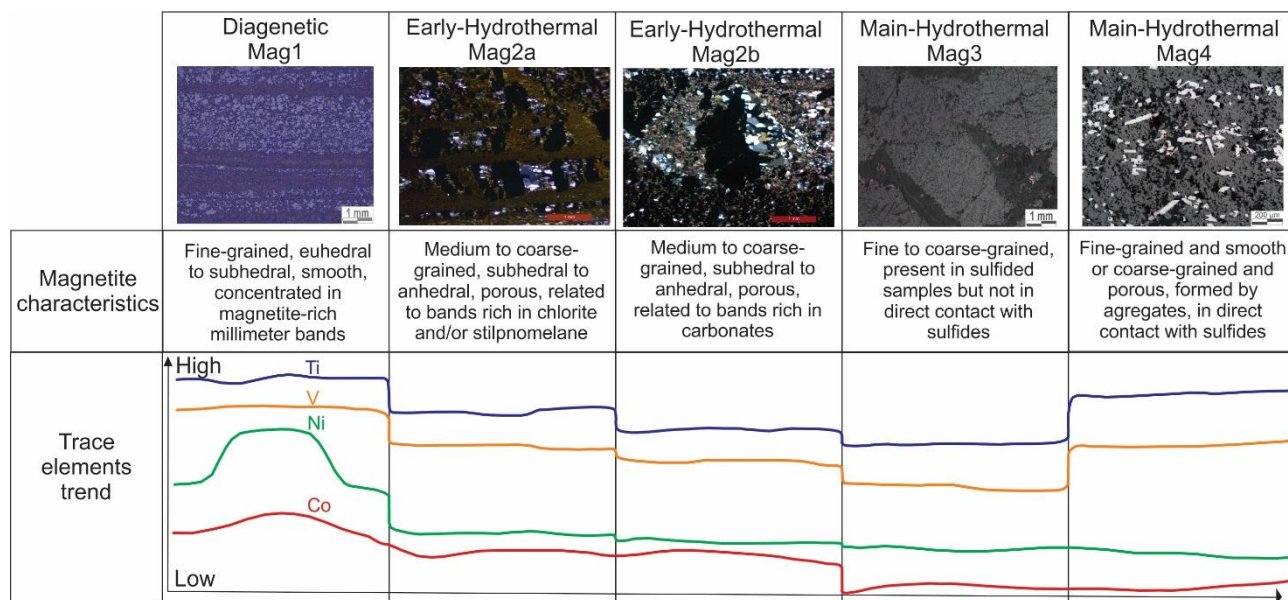 Diagenetic
Mag1
Early-Hydrothermal
Mag2a
Early-Hydrothermal
Mag2b
Main-Hydrothermal
Mag3
Main-Hydrothermal
Mag4
1 mm
1 mm
1 mm
1 mm
200 µm
Magnetite
characteristics
Fine-grained, euhedral
to subhedral, smooth,
concentrated in
magnetite-rich
millimeter bands
Medium to coarse-
grained, subhedral to
anhedral, porous, related
to bands rich in chlorite
and/or stilpnomelane
Medium to coarse-
grained, subhedral to
anhedral, porous,
related to bands rich in
carbonates
Fine to coarse-grained,
present in sulfided
samples but not in
direct contact with
sulfides
Fine-grained and smooth
or coarse-grained and
porous, formed by
agregates, in direct
contact with sulfides
Trace
elements
trend
High
Ti
V
Ni
Co
Low